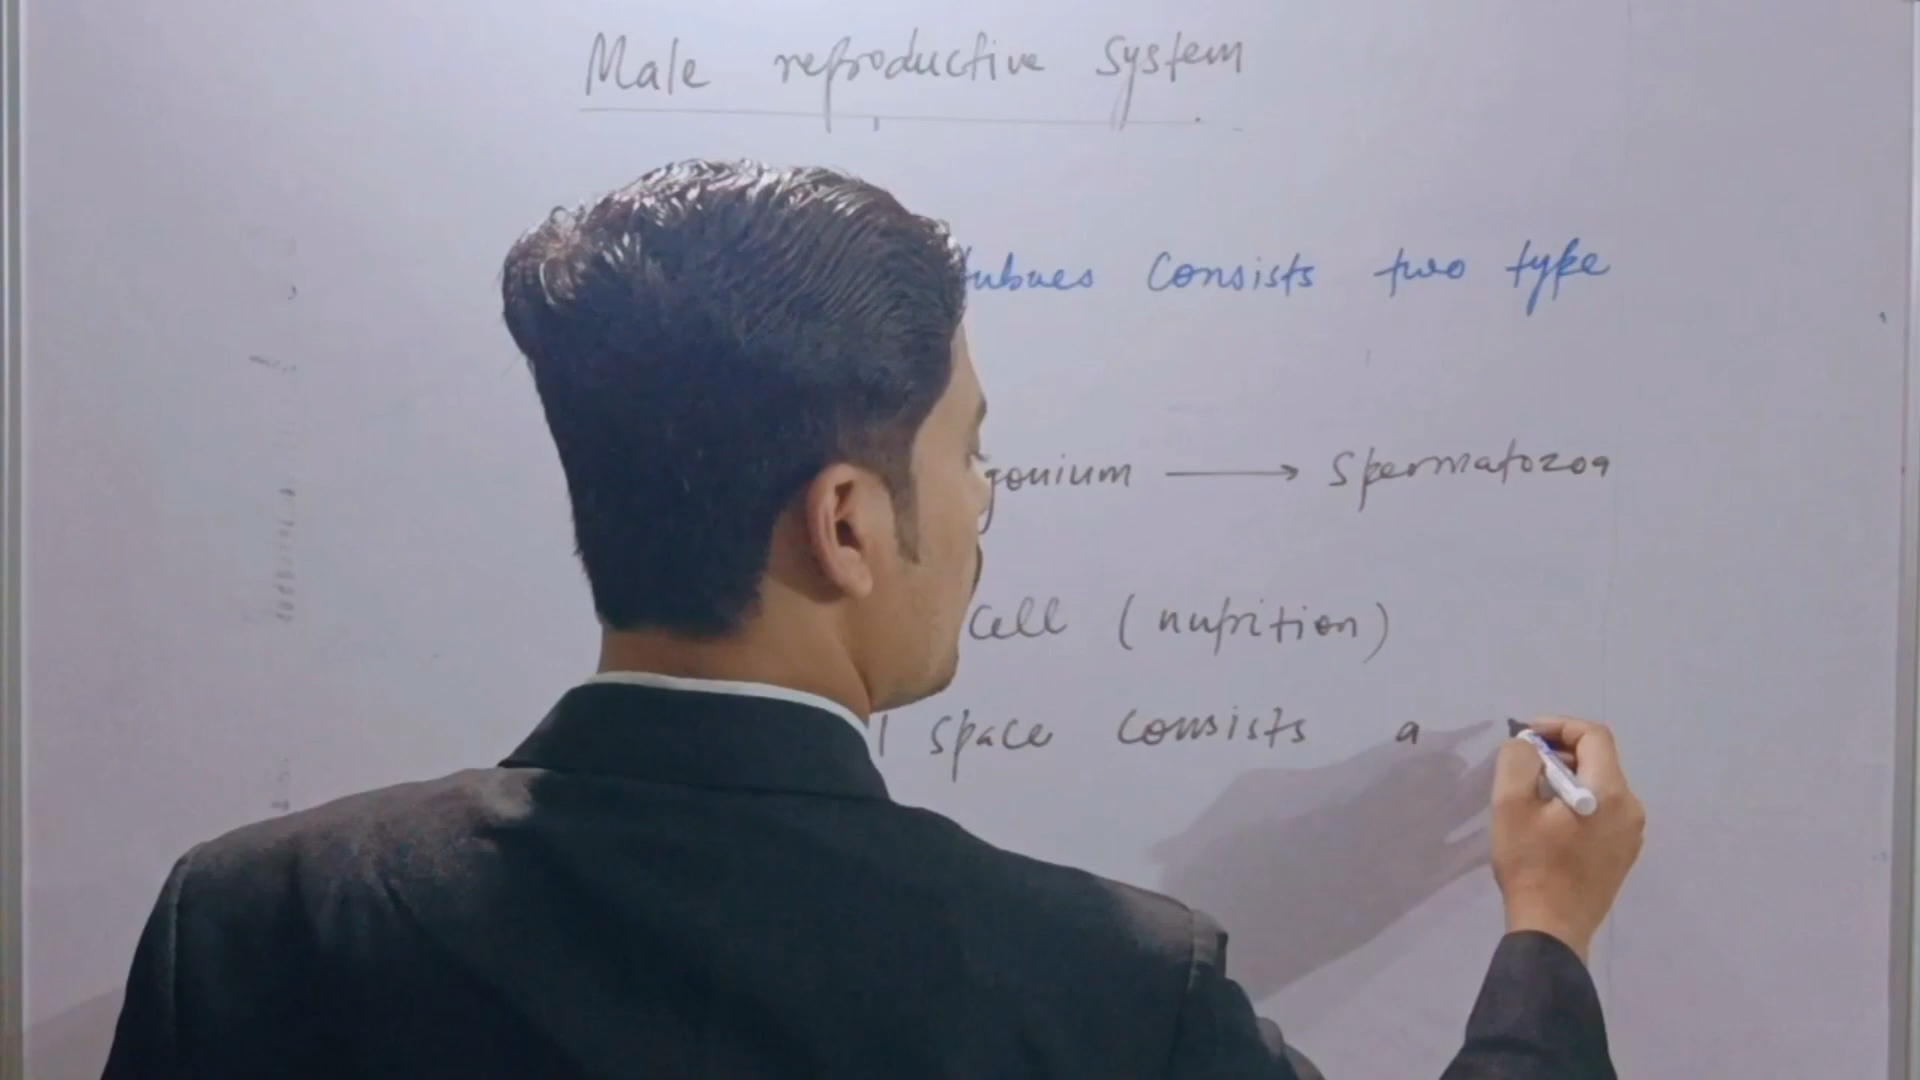 Male reproductive System
tubues Consists two type
gonium → Spermatozoa
cell (nutrition)
l space consists a